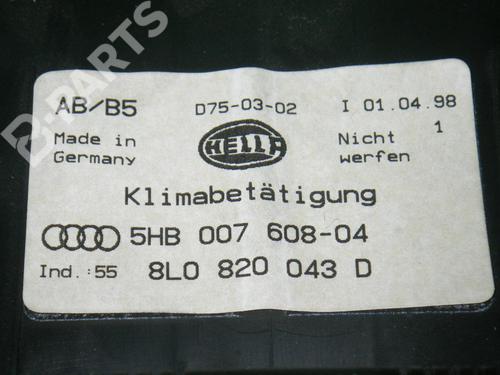 B-PARTS
AB/B5 D75-03-02 I 01.04.98
Made in Germany HELLA Nicht werfen 1
Klimabetätigung
5HB 007 608-04
Ind.:55 8L0 820 043 D